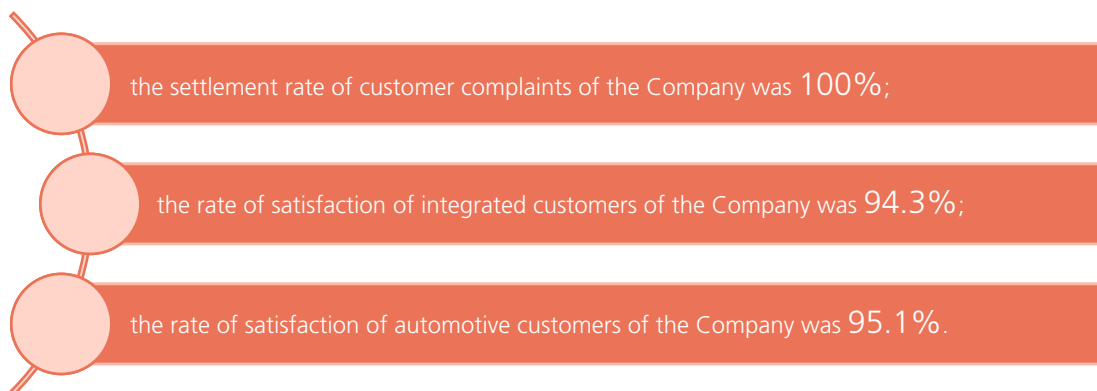 the settlement rate of customer complaints of the Company was 100%;
the rate of satisfaction of integrated customers of the Company was 94.3%;
the rate of satisfaction of automotive customers of the Company was 95.1%.